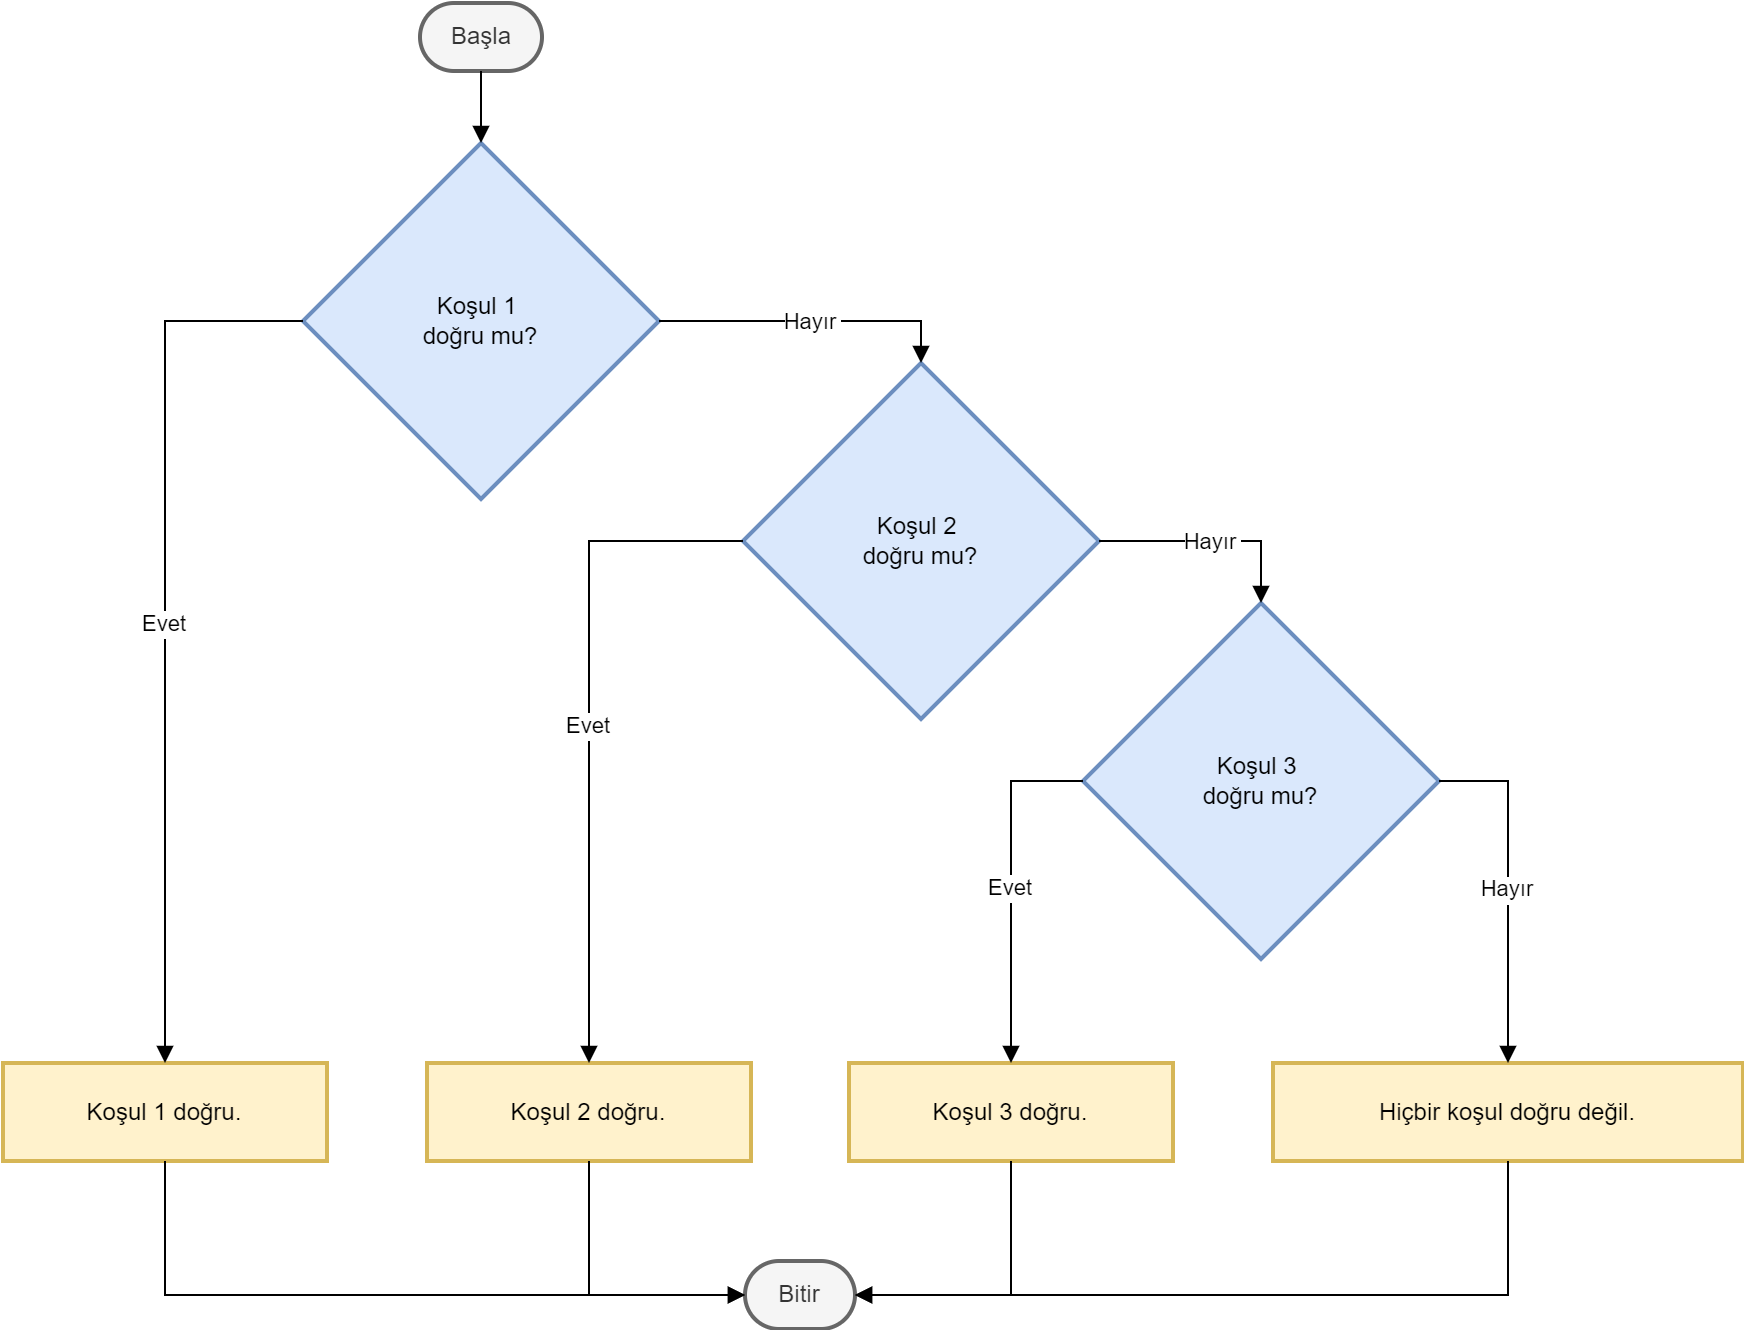 Başla
Koşul 1
doğru mu?
Hayır
Koşul 2
doğru mu?
Hayır
Evet
Evet
Koşul 3
doğru mu?
Evet
Hayır
Koşul 1 doğru.
Koşul 2 doğru.
Koşul 3 doğru.
Hiçbir koşul doğru değil.
Bitir